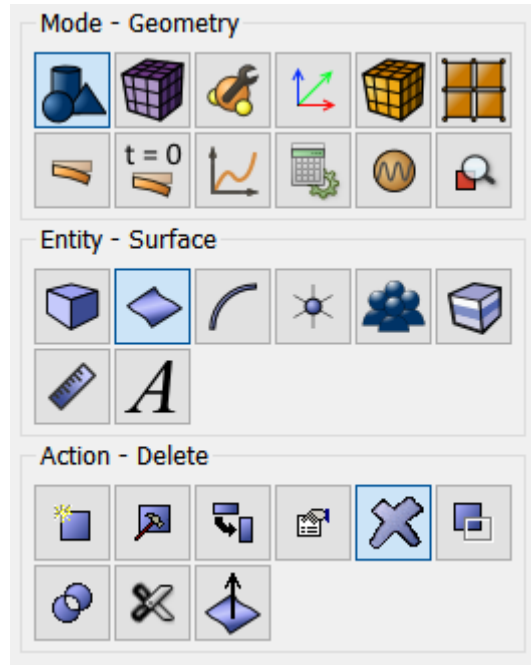 Mode - Geometry
t = 0
Entity - Surface
A
Action - Delete